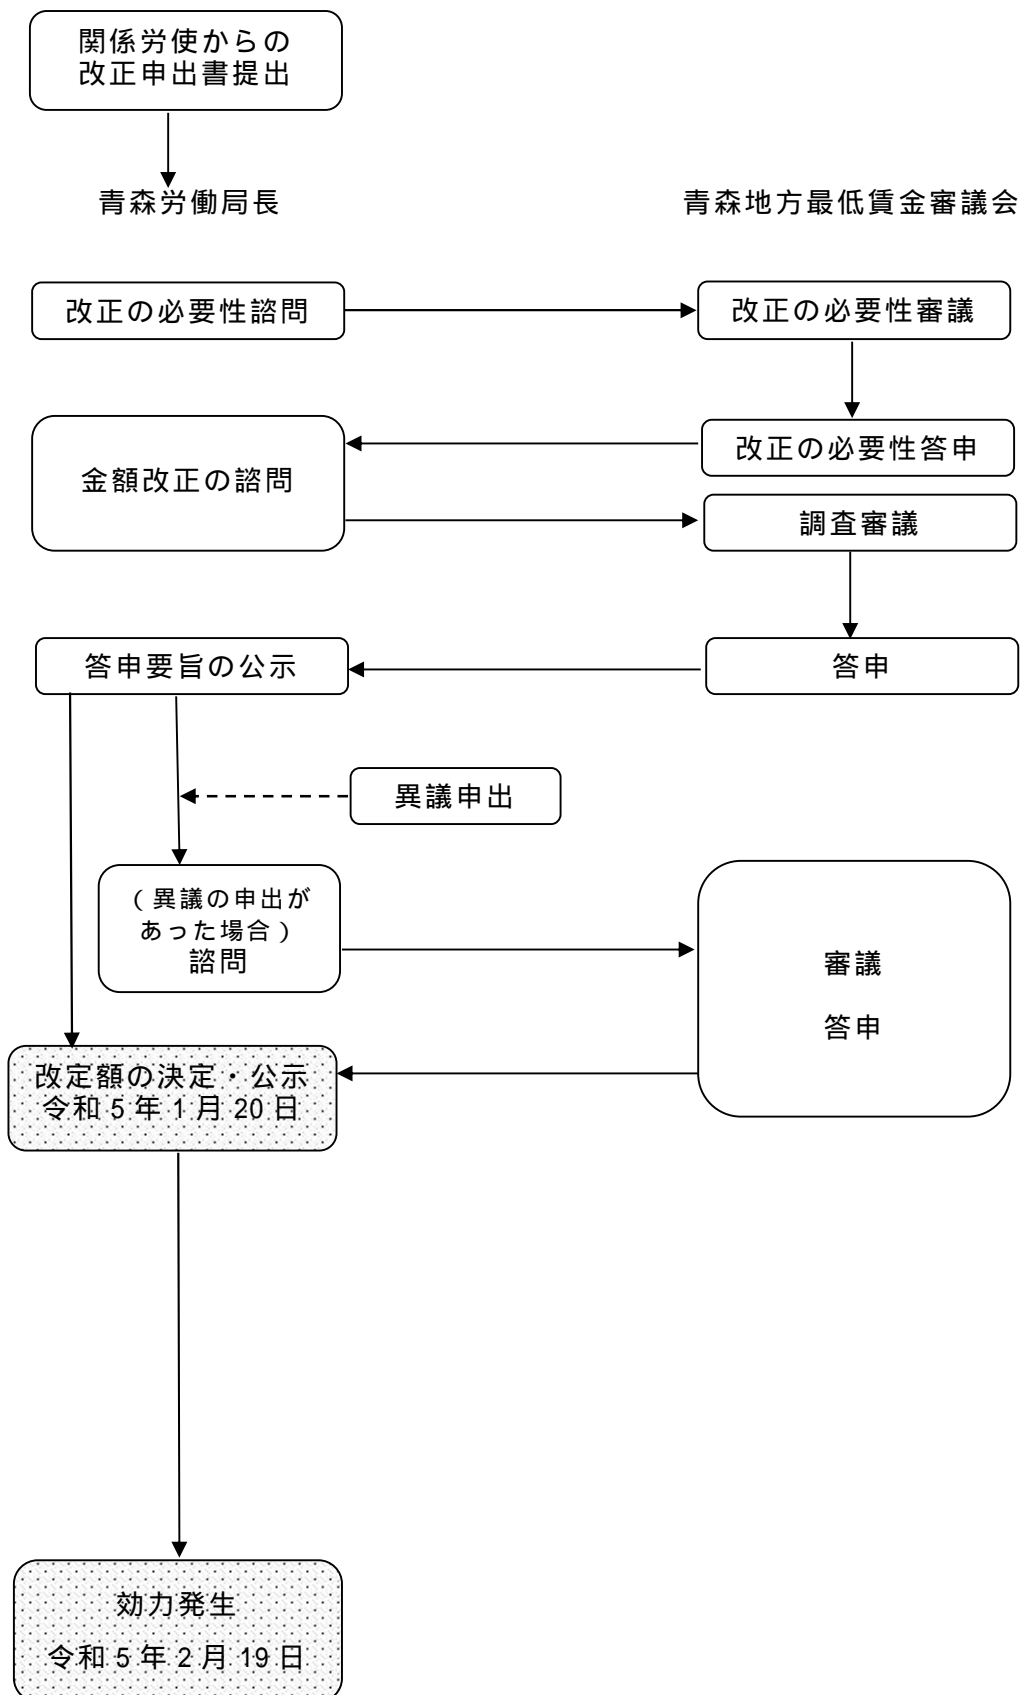 関係労使からの
改正申出書提出
青森労働局長
青森地方最低賃金審議会
改正の必要性諮問
改正の必要性審議
改正の必要性答申
金額改正の諮問
調査審議
答申要旨の公示
答申
異議申出
（異議の申出が
あった場合）
諮問
審議
答申
改定額の決定・公示
令和5年1月20日
効力発生
令和5年2月19日